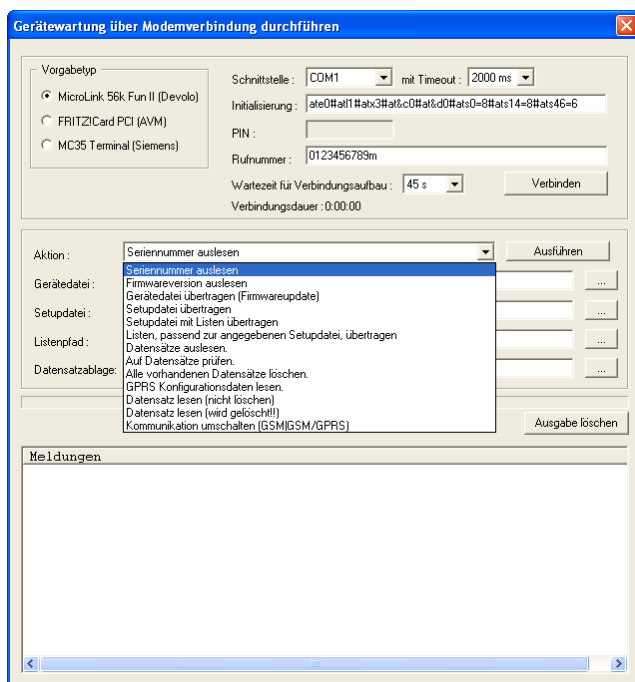 Gerätewartung über Modemverbindung durchführen
Vorgabetyp
MicroLink 56k Fun II (Devolo)
FRITZ!Card PCI (AVM)
MC35 Terminal (Siemens)
Schnittstelle : COM1 mit Timeout : 2000 ms
Initialisierung : ate0#atl1#atx3#at&c0#at&d0#ats0=8#ats14=8#ats46=6
PIN :
Rufnummer : 0123456789m
Wartezeit für Verbindungsaufbau : 45 s Verbinden
Verbindungsdauer : 0:00:00
Aktion : Seriennummer auslesen Ausführen
Gerätedatei : ...
Setupdatei : ...
Listenpfad : ...
Datensatzablage: ...
Seriennummer auslesen
Firmwareversion auslesen
Gerätedatei übertragen (Firmwareupdate)
Setupdatei übertragen
Setupdatei mit Listen übertragen
Listen, passend zur angegebenen Setupdatei, übertragen
Datensätze auslesen.
Auf Datensätze prüfen.
Alle vorhandenen Datensätze löschen.
GPRS Konfigurationsdaten lesen.
Datensatz lesen (nicht löschen)
Datensatz lesen (wird gelöscht!!)
Kommunikation umschalten (GSM|GSM/GPRS)
Ausgabe löschen
Meldungen